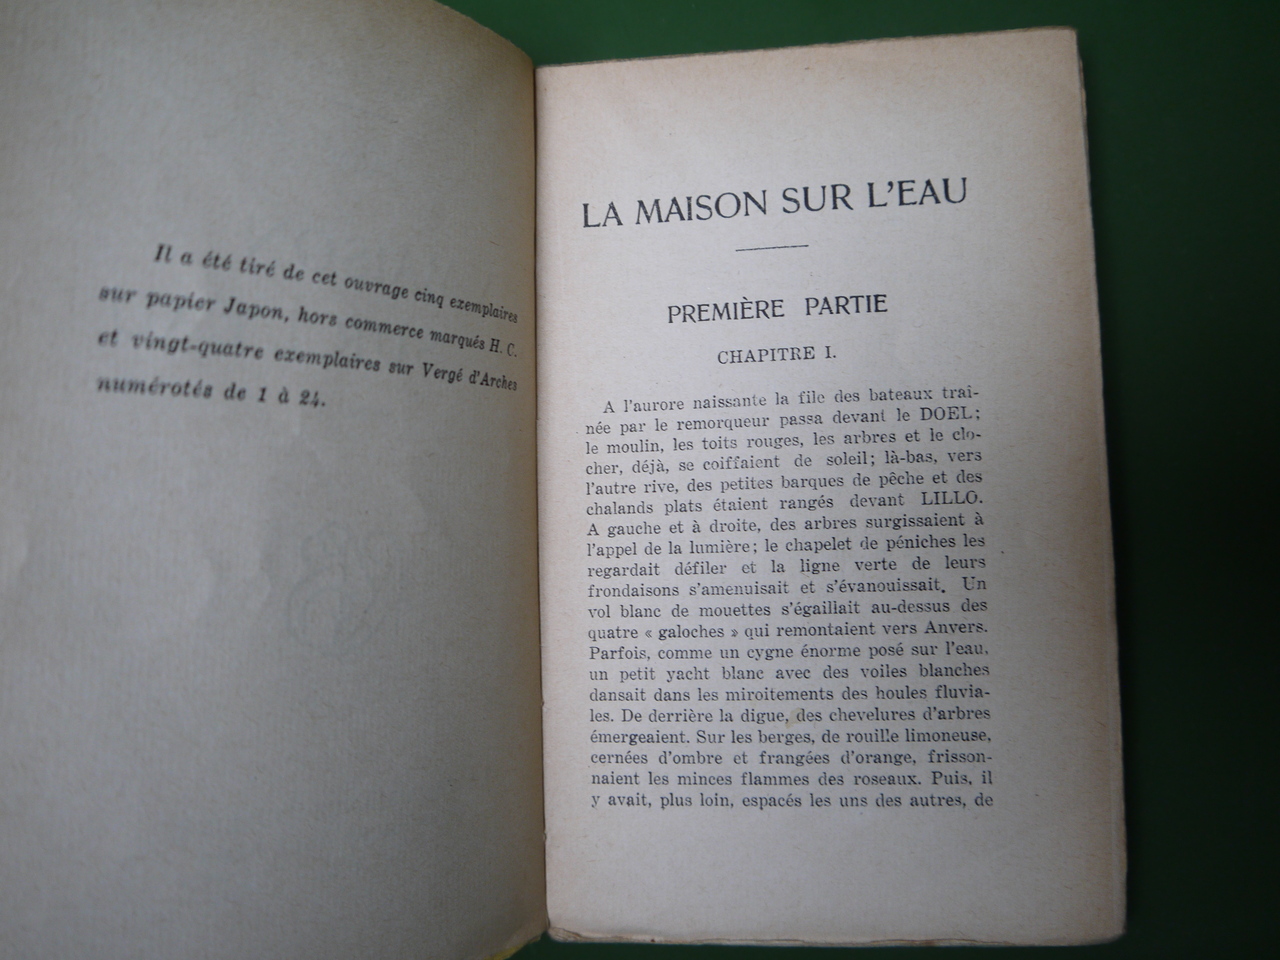 Il a été tiré de cet ouvrage cinq exemplaires
sur papier Japon, hors commerce marqués H. C.
et vingt-quatre exemplaires sur Vergé d'Arches
numérotés de 1 à 24.
LA MAISON SUR L'EAU
PREMIÈRE PARTIE
CHAPITRE I.
A l'aurore naissante la file des bateaux traî-
née par le remorqueur passa devant le DOEL;
le moulin, les toits rouges, les arbres et le clo-
cher, déjà, se coiffaient de soleil; là-bas, vers
l'autre rive, des petites barques de pêche et des
chalands plats étaient rangés devant LILLO.
A gauche et à droite, des arbres surgissaient à
l'appel de la lumière; le chapelet de péniches les
regardait défiler et la ligne verte de leurs
frondaisons s'amenuisait et s'évanouissait. Un
vol blanc de mouettes s'égaillait au-dessus des
quatre « galoches » qui remontaient vers Anvers.
Parfois, comme un cygne énorme posé sur l'eau,
un petit yacht blanc avec des voiles blanches
dansait dans les miroitements des houles fluvia-
les. De derrière la digue, des chevelures d'arbres
émergeaient. Sur les berges, de rouille limoneuse,
cernées d'ombre et frangées d'orange, frisson-
naient les minces flammes des roseaux. Puis, il
y avait, plus loin, espacés les uns des autres, de